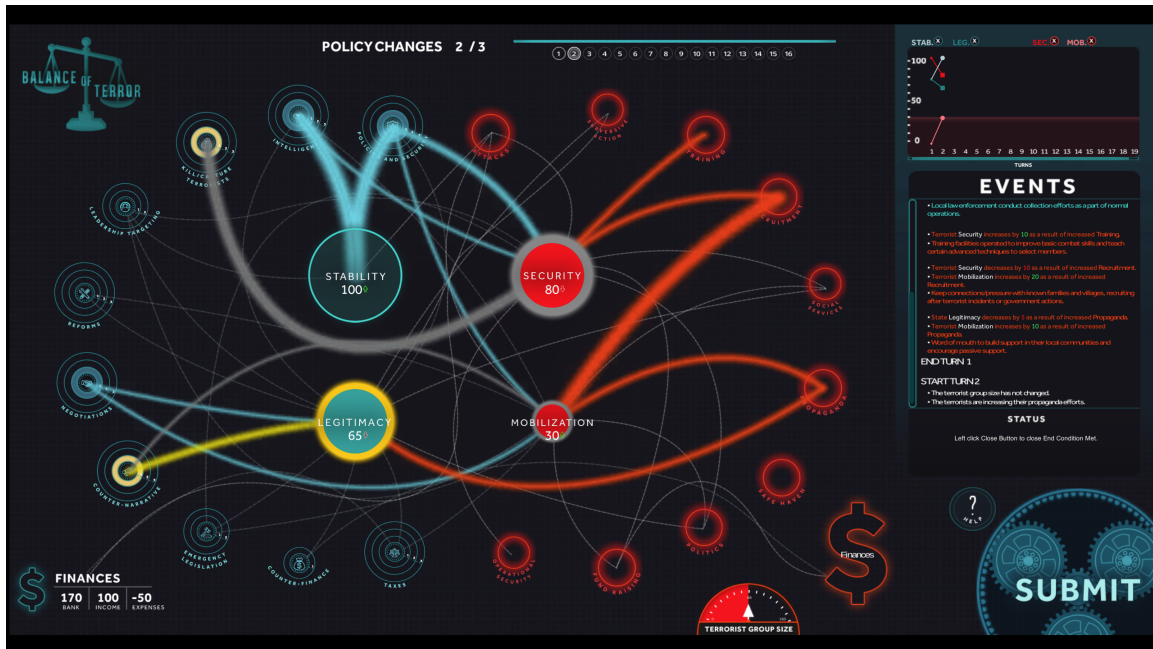 POLICY CHANGES 2 / 3
1 2 3 4 5 6 7 8 9 10 11 12 13 14 15 16
BALANCE OF TERROR
KILL/CAPTURE TERRORISTS
INTELLIGENCE
POLICE AND SECURITY
ATTACKS
SUBVERSIVE ACTION
TRAINING
RECRUITMENT
LEADERSHIP TARGETING
STABILITY
100
SECURITY
80
SOCIAL SERVICES
REFORMS
NEGOTIATIONS
LEGITIMACY
65
MOBILIZATION
30
PROPAGANDA
COUNTER-NARRATIVE
SAFE HAVEN
EMERGENCY LEGISLATION
COUNTER-FINANCE
TAXES
OPERATIONAL SECURITY
FUND RAISING
POLITICS
Finances
FINANCES
170 100 -50
BANK INCOME EXPENSES
TERRORIST GROUP SIZE
STAB. X LEG. X SEC. X MOB. X
100
50
0
1 2 3 4 5 6 7 8 9 10 11 12 13 14 15 16 17 18 19
TURNS
EVENTS
• Local law enforcement conduct collection efforts as a part of normal
operations.
• Terrorist Security increases by 10 as a result of increased Training.
• Training facilities operated to improve basic combat skills and teach
certain advanced techniques to select members.
• Terrorist Security decreases by 10 as a result of increased Recruitment.
• Terrorist Mobilization increases by 20 as a result of increased
Recruitment.
• Keep connections/pressure with known families and villages, recruiting
after terrorist incidents or government actions.
• State Legitimacy decreases by 5 as a result of increased Propaganda.
• Terrorist Mobilization increases by 10 as a result of increased
Propaganda.
• Word of mouth to build support in their local communities and
encourage passive support.
END TURN 1
START TURN 2
• The terrorist group size has not changed.
• The terrorists are increasing their propaganda efforts.
STATUS
Left click Close Button to close End Condition Met.
?
HELP
SUBMIT